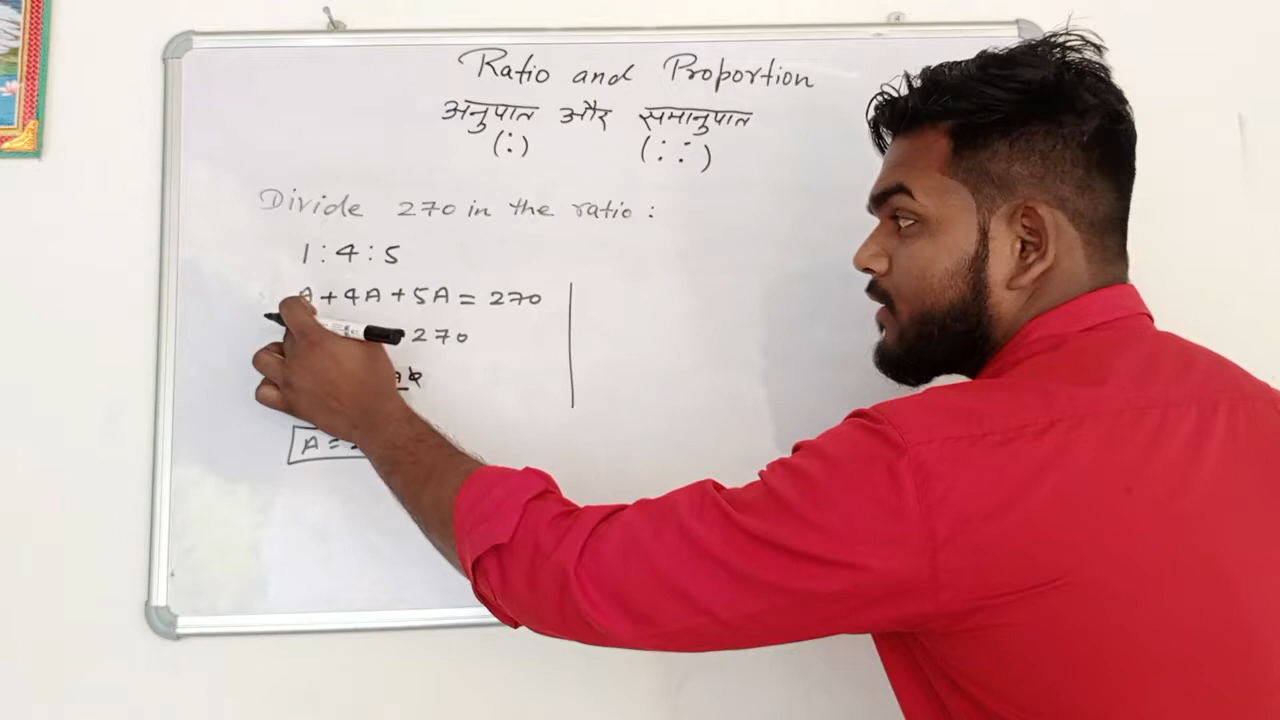 Ratio and Proportion
अनुपात और समानुपात
(:) (::)
Divide 270 in the ratio :
1 : 4 : 5
A + 4A + 5A = 270
270
A =